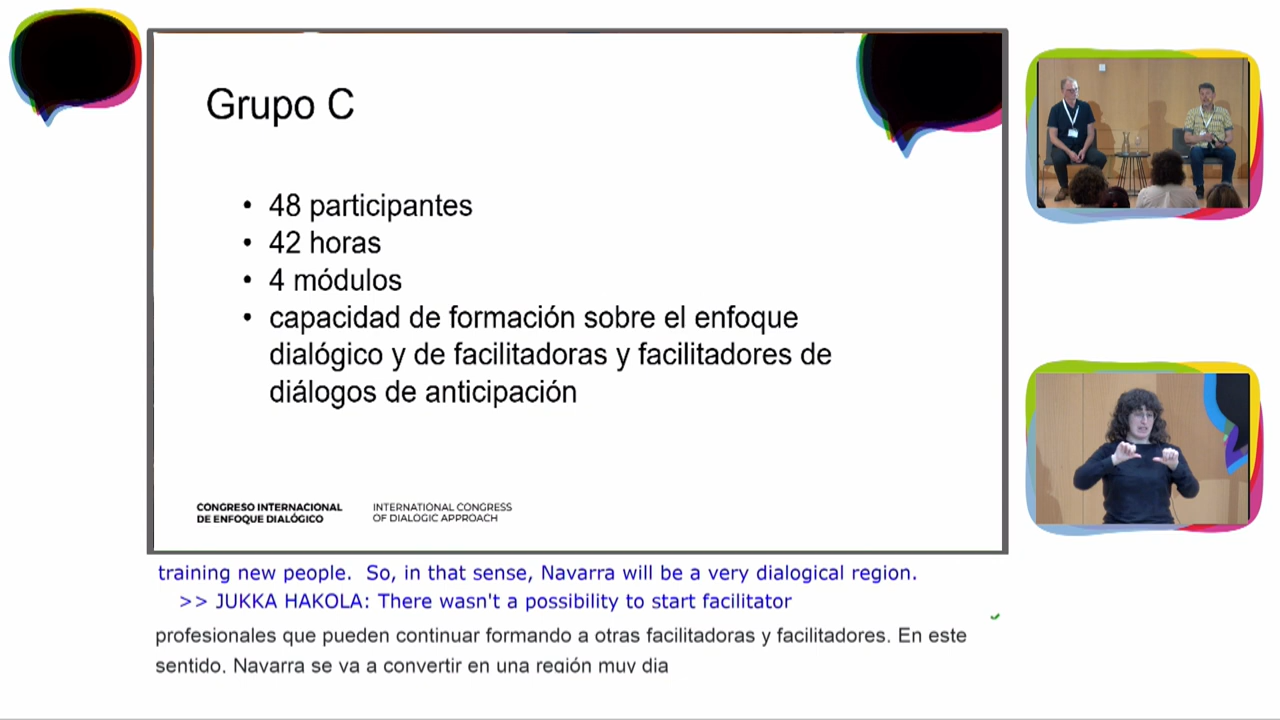 Grupo C
• 48 participantes
• 42 horas
• 4 módulos
• capacidad de formación sobre el enfoque
dialógico y de facilitadoras y facilitadores de
diálogos de anticipación
CONGRESO INTERNACIONAL
DE ENFOQUE DIALÓGICO
INTERNATIONAL CONGRESS
OF DIALOGIC APPROACH
training new people.  So, in that sense, Navarra will be a very dialogical region.
>> JUKKA HAKOLA: There wasn't a possibility to start facilitator
profesionales que pueden continuar formando a otras facilitadoras y facilitadores. En este
sentido, Navarra se va a convertir en una región muy dia